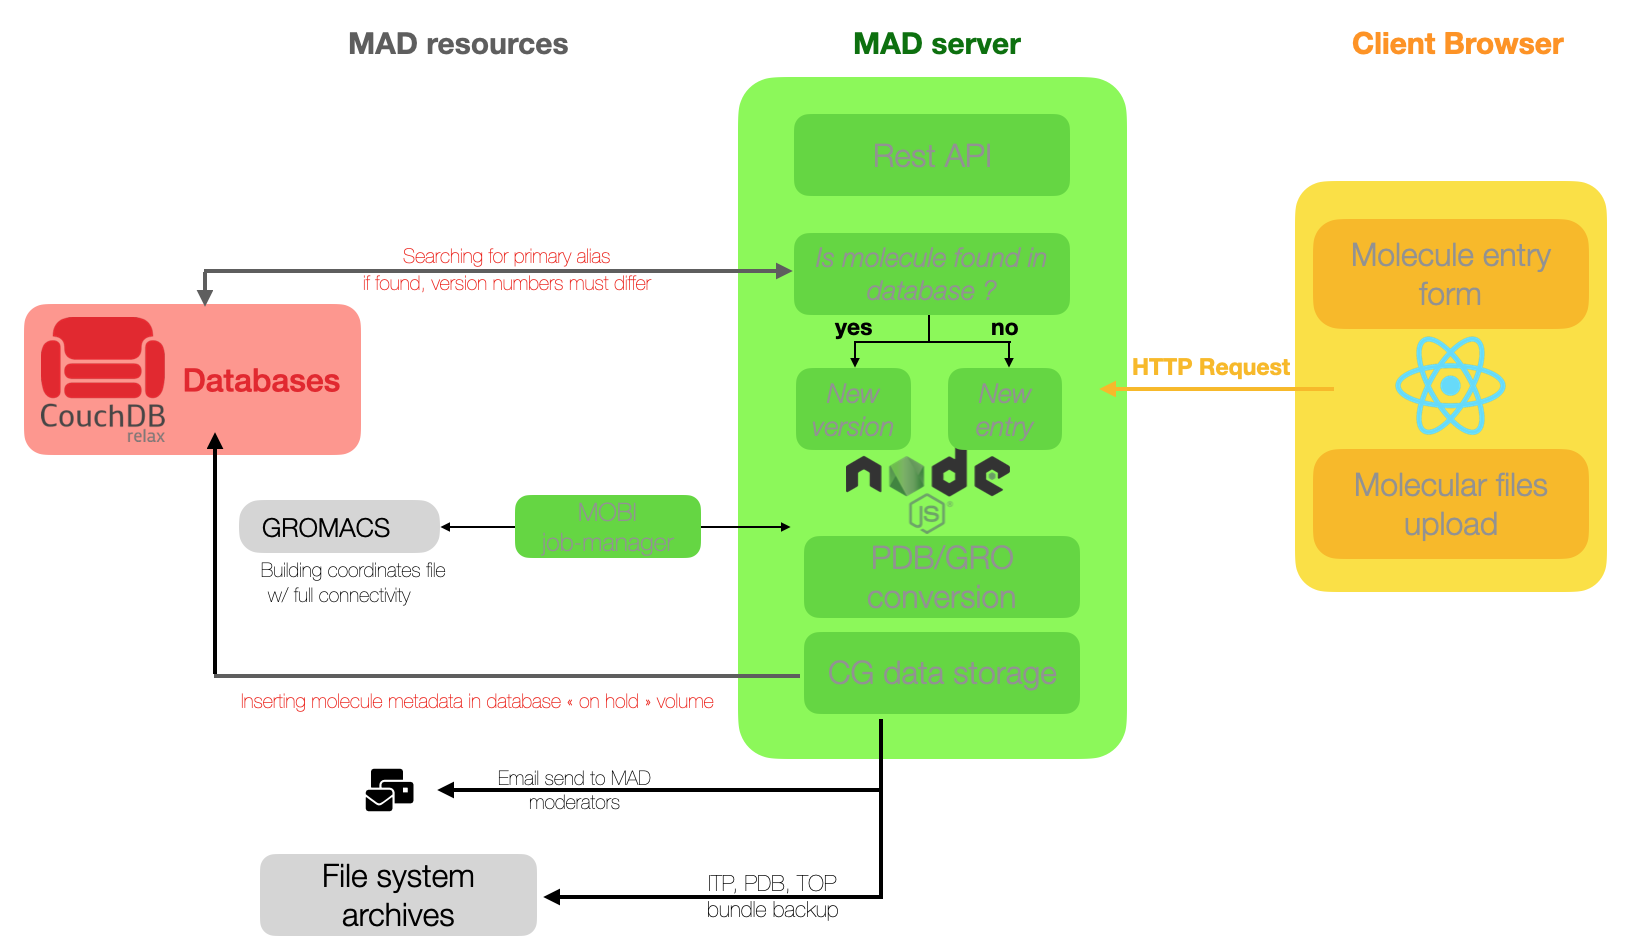 MAD resources
MAD server
Client Browser
Rest API
Searching for primary alias
if found, version numbers must differ
Is molecule found in
database ?
yes
no
New
version
New
entry
Molecule entry
form
HTTP Request
Molecular files
upload
Databases
CouchDB
relax
node
JS
®
GROMACS
MOBI
job-manager
Building coordinates file
w/ full connectivity
PDB/GRO
conversion
CG data storage
Inserting molecule metadata in database « on hold » volume
Email send to MAD
moderators
File system
archives
ITP, PDB, TOP
bundle backup